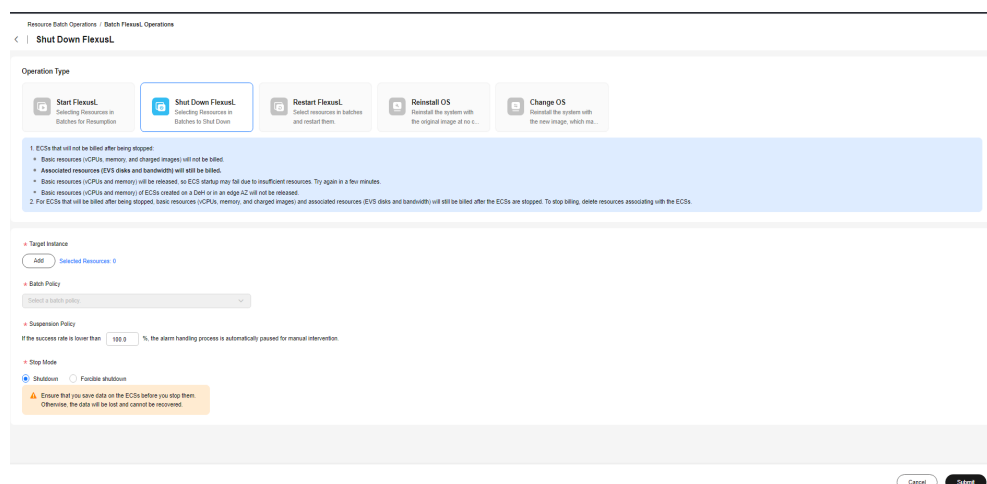 Resource Batch Operations / Batch FlexusL Operations
Shut Down FlexusL
Operation Type
Start FlexusL
Selecting Resources in
Batches for Resumption
Shut Down FlexusL
Selecting Resources in
Batches to Shut Down
Restart FlexusL
Select resources in batches
and restart them.
Reinstall OS
Reinstall the system with
the original image at no c...
Change OS
Reinstall the system with
the new image, which ma...
1. ECSs that will not be billed after being stopped:
Basic resources (vCPUs, memory, and charged images) will not be billed.
Associated resources (EVS disks and bandwidth) will still be billed.
Basic resources (vCPUs and memory) will be released, so ECS startup may fail due to insufficient resources. Try again in a few minutes.
Basic resources (vCPUs and memory) of ECSs created on a DeH or in an edge AZ will not be released.
2. For ECSs that will be billed after being stopped, basic resources (vCPUs, memory, and charged images) and associated resources (EVS disks and bandwidth) will still be billed after the ECSs are stopped. To stop billing, delete resources associating with the ECSs.
* Target Instance
Add Selected Resources: 0
* Batch Policy
Select a batch policy
* Suspension Policy
If the success rate is lower than 100.0 %, the alarm handling process is automatically paused for manual intervention.
* Stop Mode
Shutdown Forcible shutdown
Ensure that you save data on the ECSs before you stop them.
Otherwise, the data will be lost and cannot be recovered.
Cancel Submit